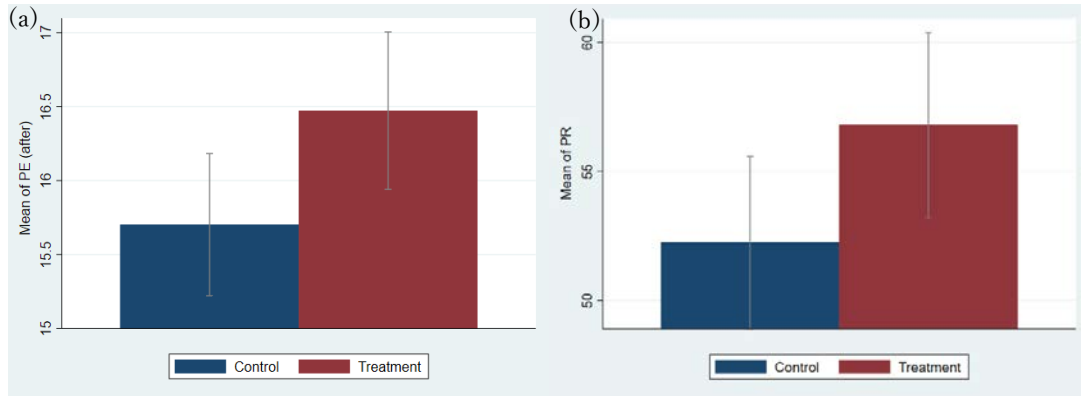 (a)
Mean of PE (after)
17
16.5
16
15.5
15
Control
Treatment
(b)
Mean of PR
60
55
50
Control
Treatment